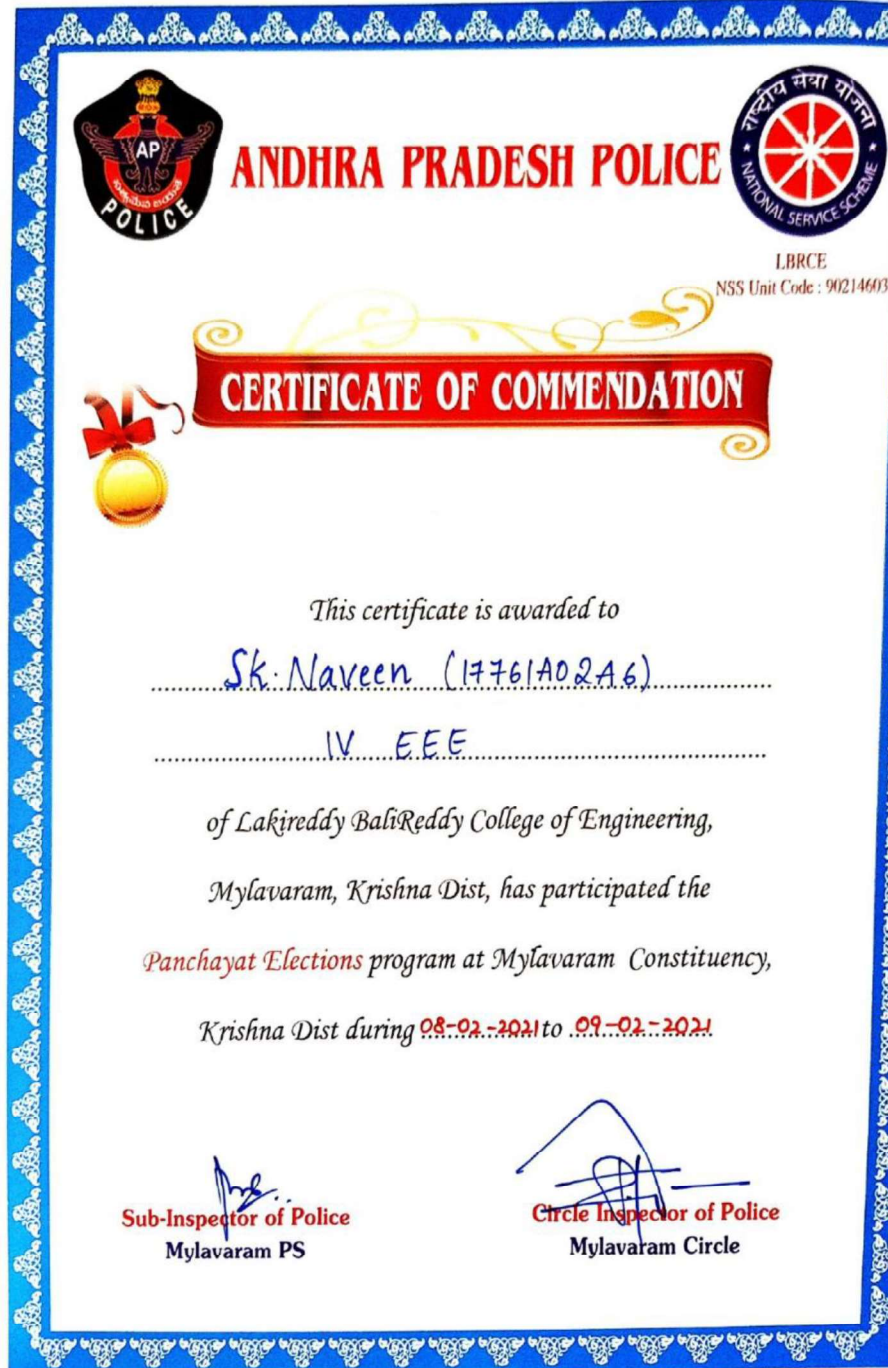 AP
POLICE
ANDHRA PRADESH POLICE
राष्ट्रीय सेवा योजना
NATIONAL SERVICE SCHEME
LBRCE
NSS Unit Code : 90214603
CERTIFICATE OF COMMENDATION
This certificate is awarded to
Sk. Naveen (17761A02A6)
IV EEE
of Lakireddy BaliReddy College of Engineering,
Mylavaram, Krishna Dist, has participated the
Panchayat Elections program at Mylavaram Constituency,
Krishna Dist during 08-02-2021 to 09-02-2021
Sub-Inspector of Police
Mylavaram PS
Circle Inspector of Police
Mylavaram Circle